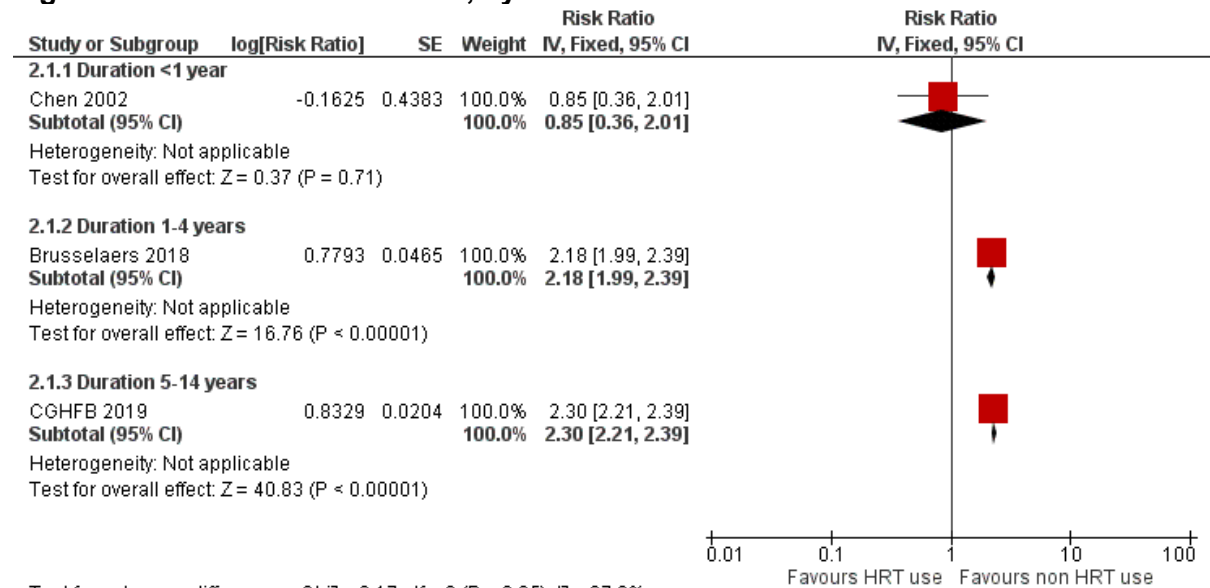 Risk Ratio Risk Ratio
Study or Subgroup log[Risk Ratio] SE Weight IV, Fixed, 95% CI IV, Fixed, 95% CI
2.1.1 Duration <1 year
Chen 2002 -0.1625 0.4383 100.0% 0.85 [0.36, 2.01]
Subtotal (95% CI) 100.0% 0.85 [0.36, 2.01]
Heterogeneity: Not applicable
Test for overall effect: Z = 0.37 (P = 0.71)
2.1.2 Duration 1-4 years
Brusselaers 2018 0.7793 0.0465 100.0% 2.18 [1.99, 2.39]
Subtotal (95% CI) 100.0% 2.18 [1.99, 2.39]
Heterogeneity: Not applicable
Test for overall effect: Z = 16.76 (P < 0.00001)
2.1.3 Duration 5-14 years
CGHFB 2019 0.8329 0.0204 100.0% 2.30 [2.21, 2.39]
Subtotal (95% CI) 100.0% 2.30 [2.21, 2.39]
Heterogeneity: Not applicable
Test for overall effect: Z = 40.83 (P < 0.00001)
0.01 0.1 1 10 100
Favours HRT use Favours non HRT use